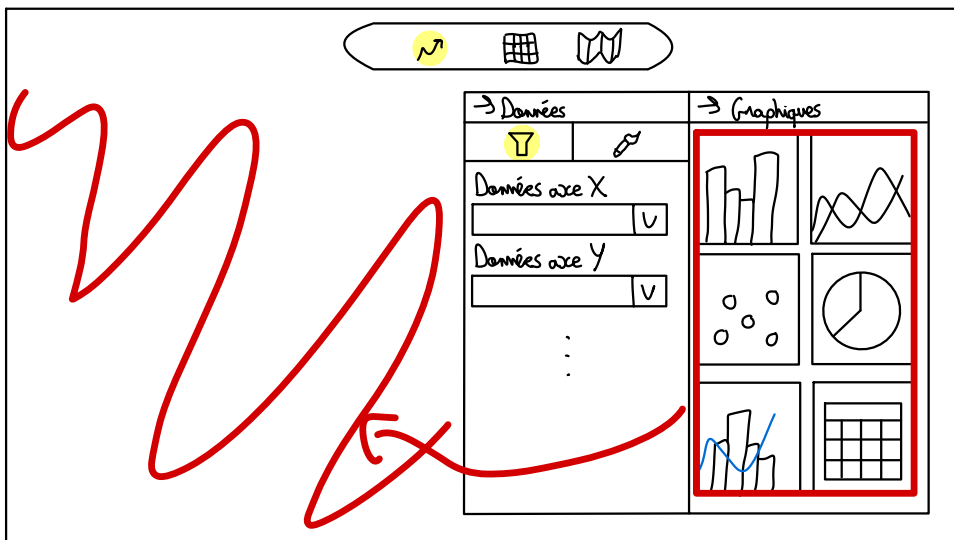 → Données
→ Graphiques
Données axe X
V
Données axe Y
V